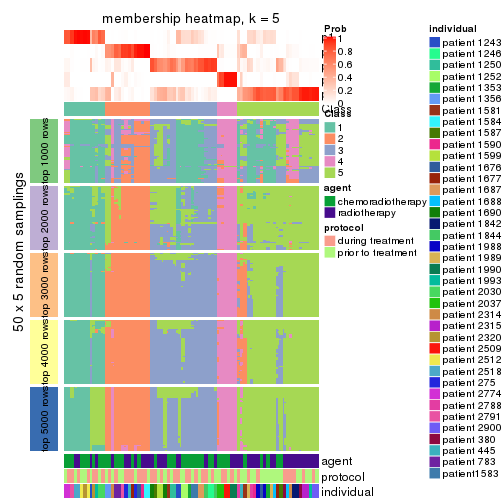 membership heatmap, k = 5
50 x 5 random samplings
top 1000 rows
top 2000 rows
top 3000 rows
top 4000 rows
top 5000 rows
Class
agent
protocol
individual
Prob
1
0.8
0.6
0.4
0.2
0
Class
1
2
3
4
5
agent
chemoradiotherapy
radiotherapy
protocol
during treatment
prior to treatment
individual
patient 1243
patient 1246
patient 1250
patient 1252
patient 1353
patient 1356
patient 1581
patient 1584
patient 1587
patient 1590
patient 1599
patient 1676
patient 1677
patient 1687
patient 1688
patient 1690
patient 1842
patient 1844
patient 1988
patient 1989
patient 1990
patient 1993
patient 2030
patient 2037
patient 2314
patient 2315
patient 2320
patient 2509
patient 2512
patient 2518
patient 275
patient 2774
patient 2788
patient 2791
patient 2900
patient 380
patient 445
patient 783
patient1583